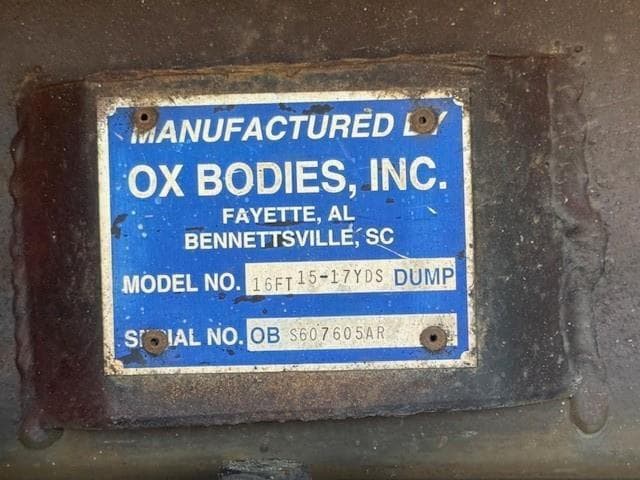 MANUFACTURED BY
OX BODIES, INC.
FAYETTE, AL
BENNETTSVILLE, SC
MODEL NO. 16FT 15-17YDS DUMP
SERIAL NO. OB S607605AR